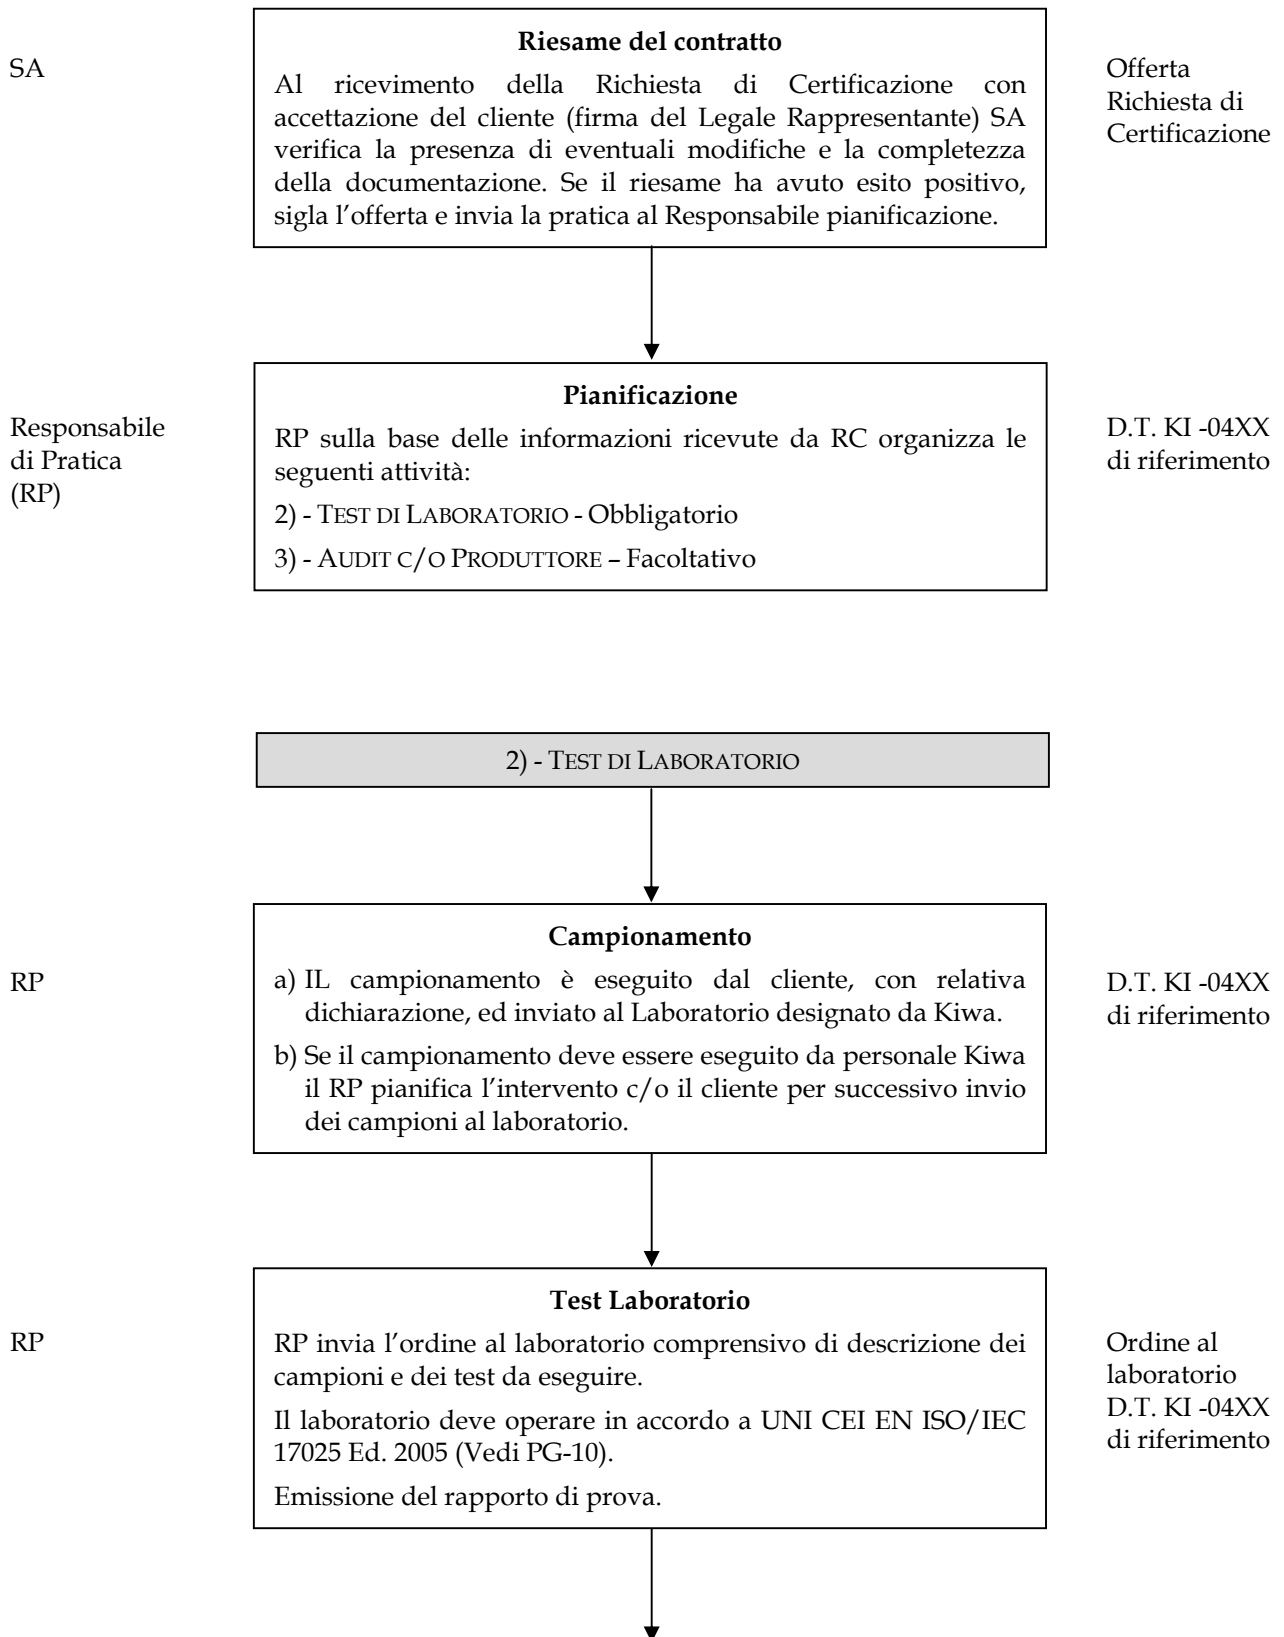 SA
Riesame del contratto
Al ricevimento della Richiesta di Certificazione con
accettazione del cliente (firma del Legale Rappresentante) SA
verifica la presenza di eventuali modifiche e la completezza
della documentazione. Se il riesame ha avuto esito positivo,
sigla l’offerta e invia la pratica al Responsabile pianificazione.
Offerta
Richiesta di
Certificazione
Responsabile
di Pratica
(RP)
Pianificazione
RP sulla base delle informazioni ricevute da RC organizza le
seguenti attività:
2) - TEST DI LABORATORIO - Obbligatorio
3) - AUDIT C/O PRODUTTORE – Facoltativo
D.T. KI -04XX
di riferimento
2) - TEST DI LABORATORIO
RP
Campionamento
a) IL campionamento è eseguito dal cliente, con relativa
dichiarazione, ed inviato al Laboratorio designato da Kiwa.
b) Se il campionamento deve essere eseguito da personale Kiwa
il RP pianifica l’intervento c/o il cliente per successivo invio
dei campioni al laboratorio.
D.T. KI -04XX
di riferimento
RP
Test Laboratorio
RP invia l’ordine al laboratorio comprensivo di descrizione dei
campioni e dei test da eseguire.
Il laboratorio deve operare in accordo a UNI CEI EN ISO/IEC
17025 Ed. 2005 (Vedi PG-10).
Emissione del rapporto di prova.
Ordine al
laboratorio
D.T. KI -04XX
di riferimento